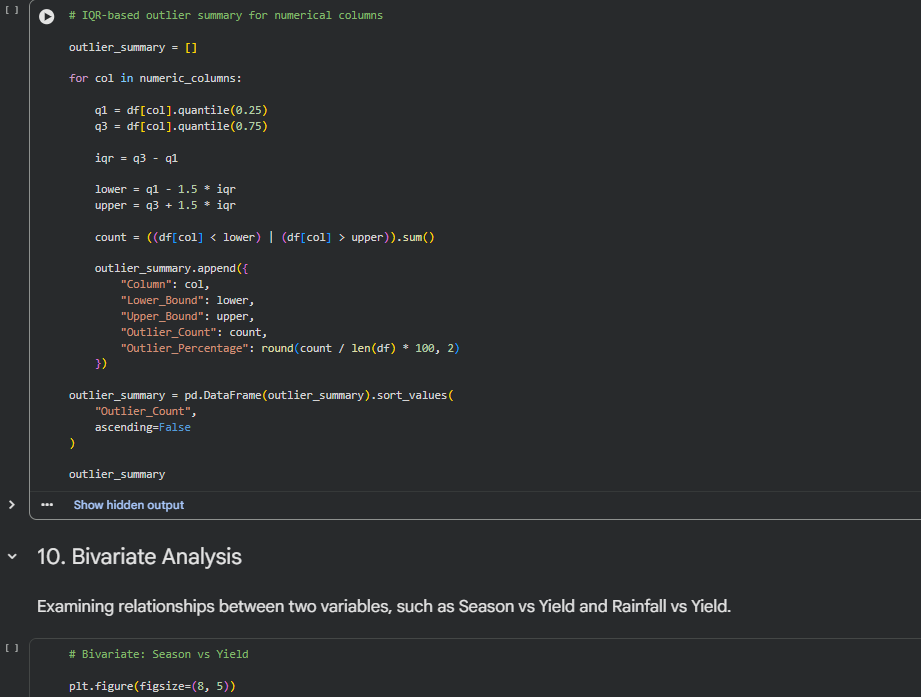 [ ]
# IQR-based outlier summary for numerical columns
outlier_summary = []
for col in numeric_columns:
q1 = df[col].quantile(0.25)
q3 = df[col].quantile(0.75)
iqr = q3 - q1
lower = q1 - 1.5 * iqr
upper = q3 + 1.5 * iqr
count = ((df[col] < lower) | (df[col] > upper)).sum()
outlier_summary.append({
"Column": col,
"Lower_Bound": lower,
"Upper_Bound": upper,
"Outlier_Count": count,
"Outlier_Percentage": round(count / len(df) * 100, 2)
})
outlier_summary = pd.DataFrame(outlier_summary).sort_values(
"Outlier_Count",
ascending=False
)
outlier_summary
Show hidden output
10. Bivariate Analysis
Examining relationships between two variables, such as Season vs Yield and Rainfall vs Yield.
[ ]
# Bivariate: Season vs Yield
plt.figure(figsize=(8, 5))